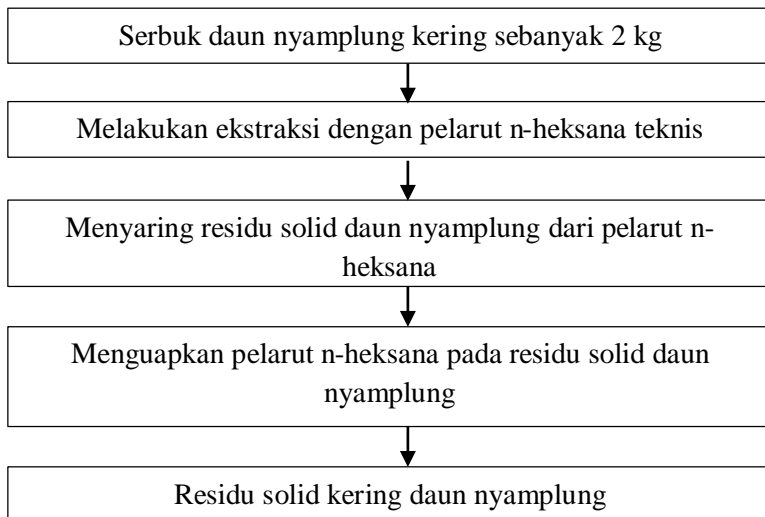 Serbuk daun nyamplung kering sebanyak 2 kg
Melakukan ekstraksi dengan pelarut n-heksana teknis
Menyaring residu solid daun nyamplung dari pelarut n-
heksana
Menguapkan pelarut n-heksana pada residu solid daun
nyamplung
Residu solid kering daun nyamplung